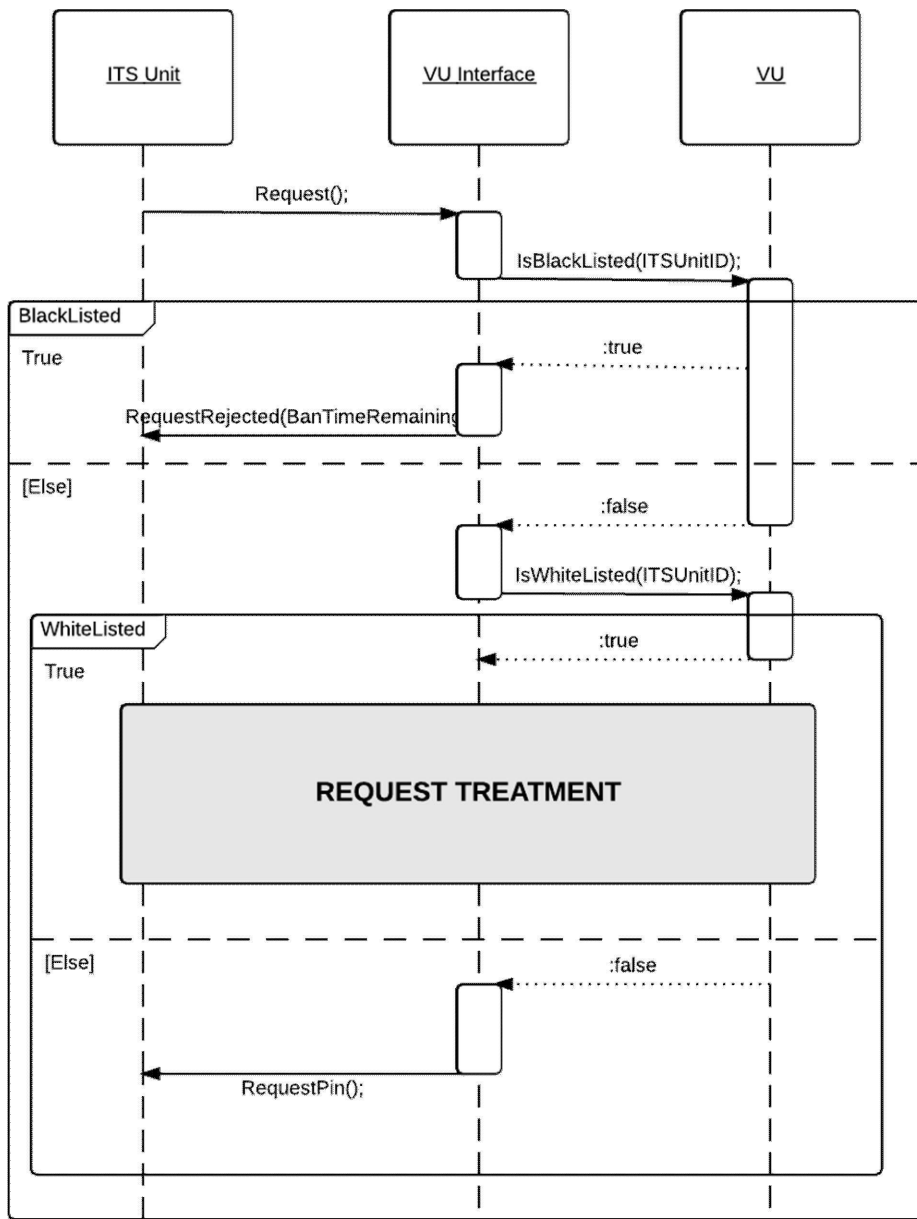 ITS Unit
VU Interface
VU
Request();
IsBlackListed(ITSUnitID);
BlackListed
True
:true
RequestRejected(BanTimeRemaining
[Else]
:false
IsWhiteListed(ITSUnitID);
WhiteListed
:true
True
REQUEST TREATMENT
[Else]
:false
RequestPin();